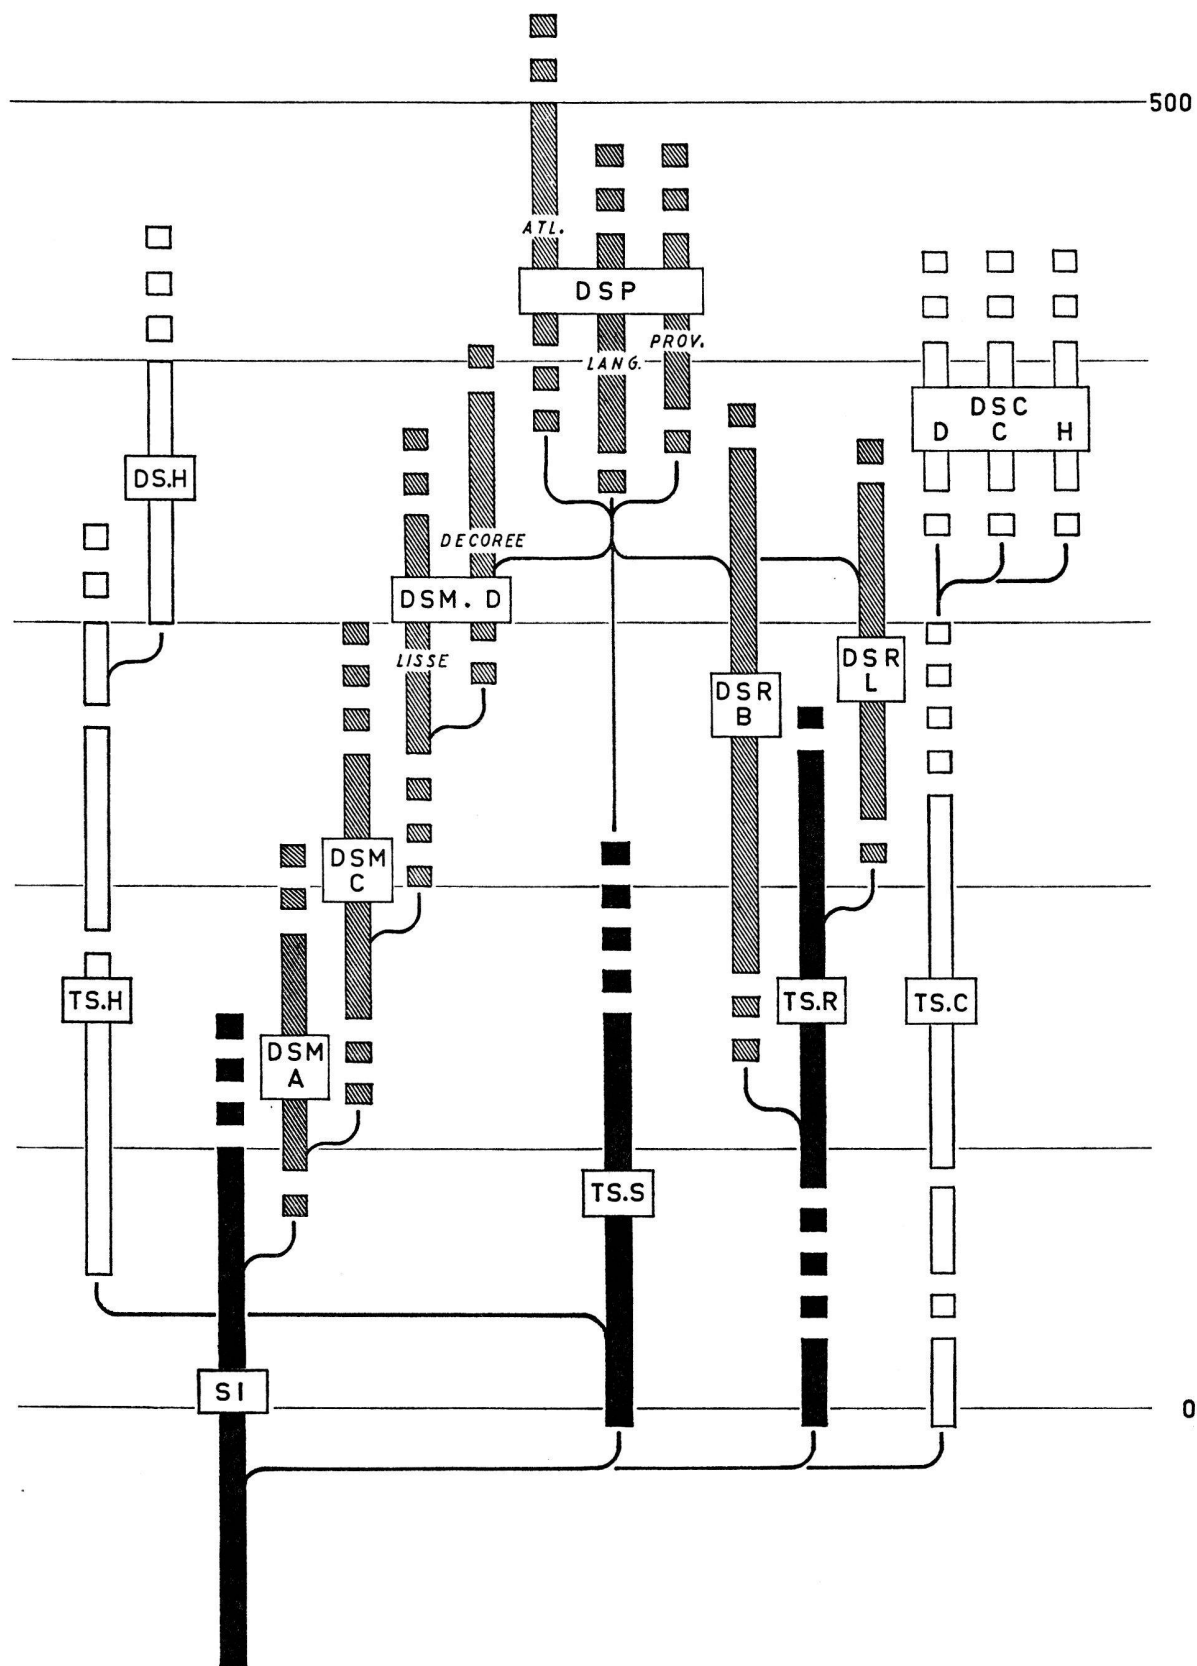 500
ATL.
DSP
PROV.
LANG.
DSC
D C H
DS.H
DECOREE
DSM. D
LISSE
DSR
L
DSR
B
DSM
C
TS.H
TS.R
TS.C
DSM
A
TS.S
SI
0